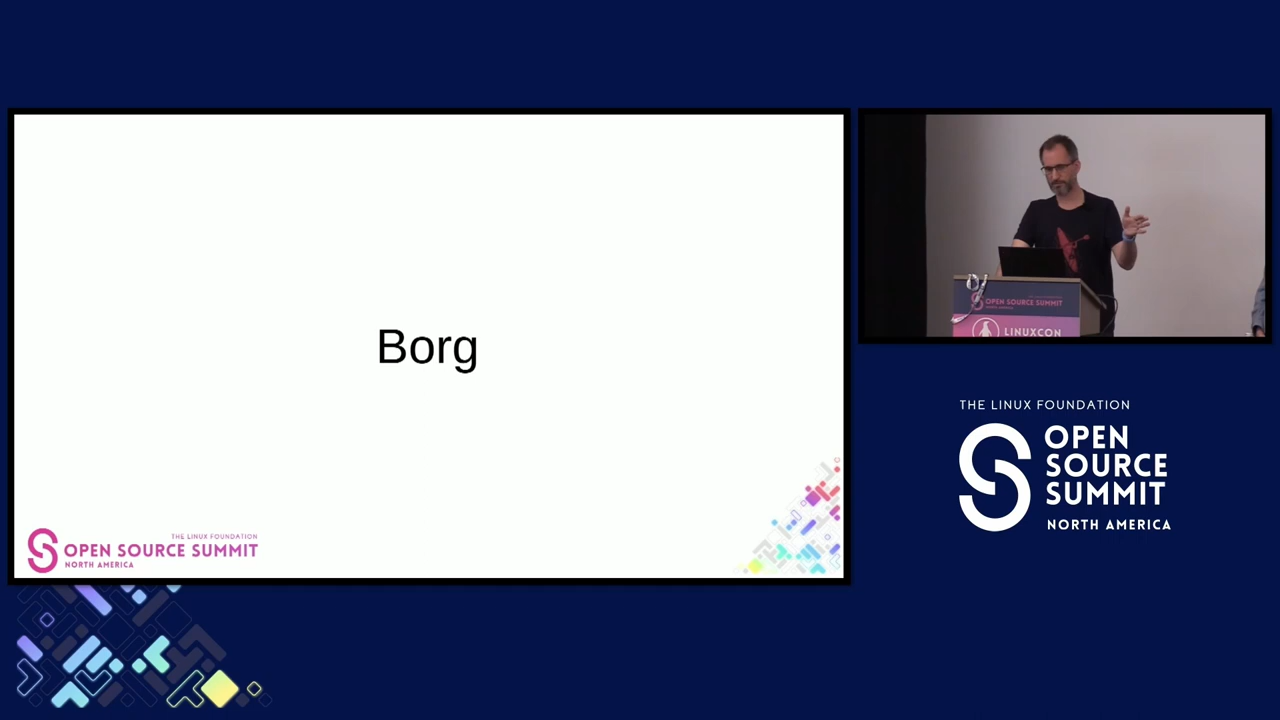 Borg
THE LINUX FOUNDATION
OPEN SOURCE SUMMIT
NORTH AMERICA
OPEN SOURCE SUMMIT
LINUXCON
THE LINUX FOUNDATION
OPEN
SOURCE
SUMMIT
NORTH AMERICA